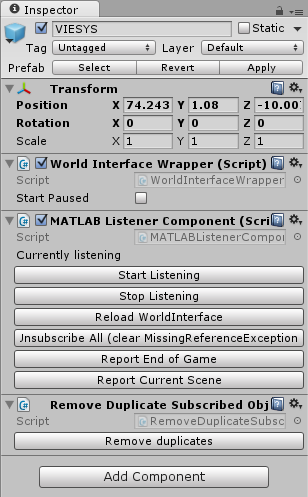 Inspector
VIESYS Static
Tag Untagged Layer Default
Prefab Select Revert Apply
Transform
Position X 74.243 Y 1.08 Z -10.00
Rotation X 0 Y 0 Z 0
Scale X 1 Y 1 Z 1
World Interface Wrapper (Script)
Script WorldInterfaceWrapper
Start Paused
MATLAB Listener Component (Scri
Script MATLABListenerCompor
Currently listening
Start Listening
Stop Listening
Reload WorldInterface
Jnsubscribe All (clear MissingReferenceException
Report End of Game
Report Current Scene
Remove Duplicate Subscribed Obj
Script RemoveDuplicateSubsc
Remove duplicates
Add Component